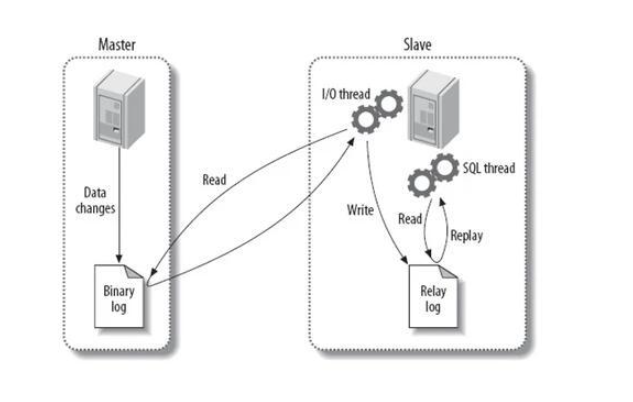 Master
Slave
I/O thread
SQL thread
Data
changes
Read
Write
Read
Replay
Binary
log
Relay
log